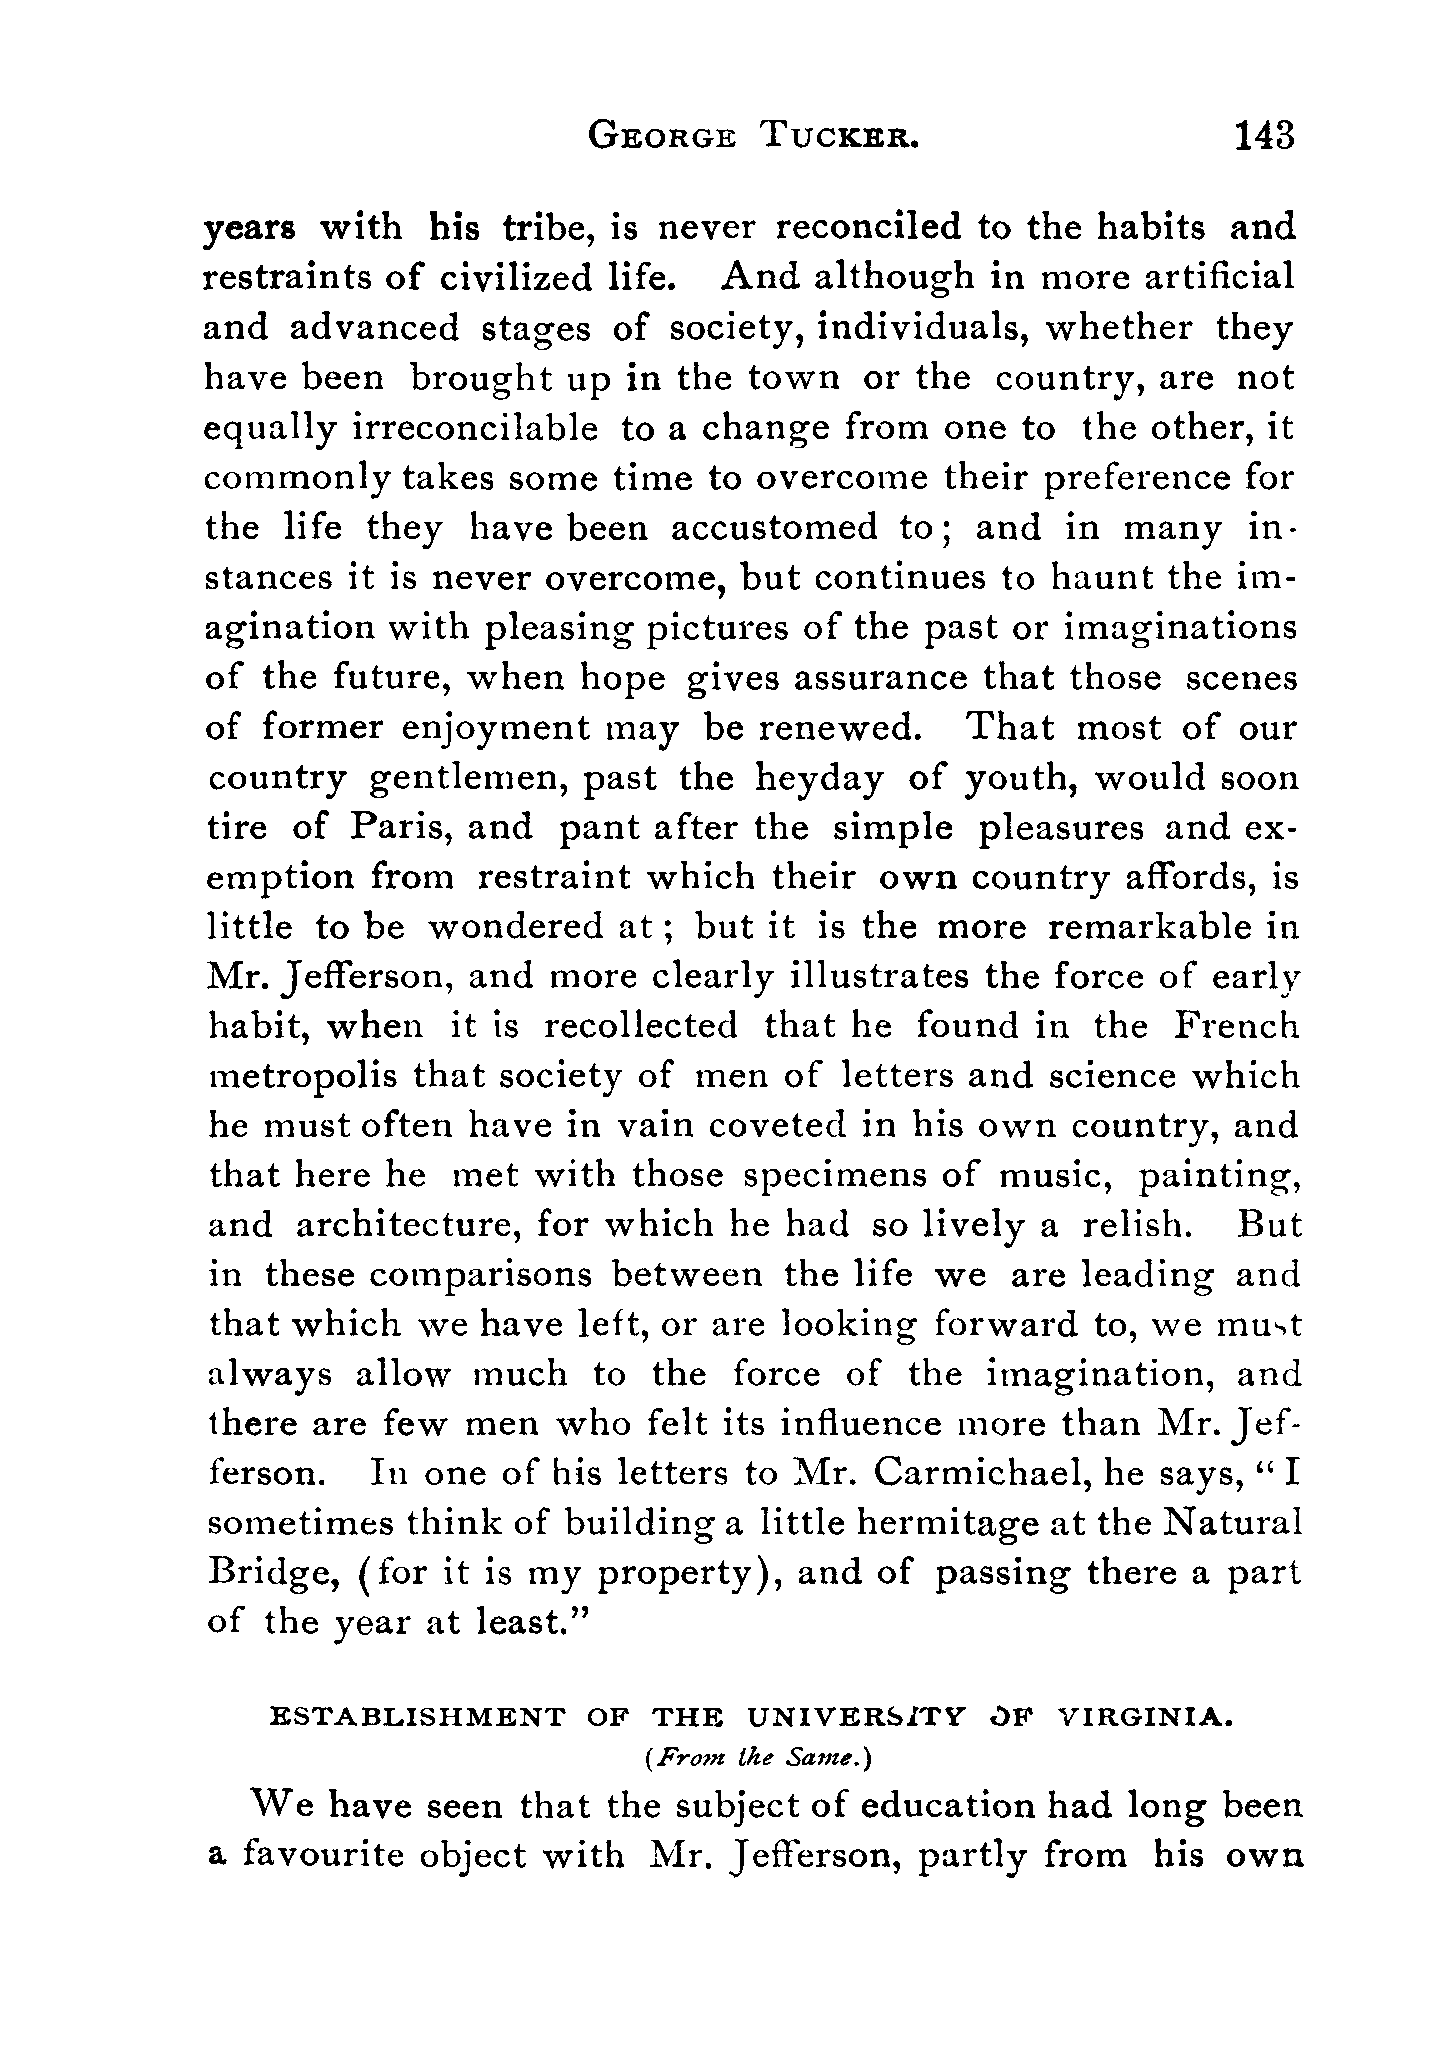 GEORGE TUCKER. 143
years with his tribe, is never reconciled to the habits and
restraints of civilized life. And although in more artificial
and advanced stages of society, individuals, whether they
have been brought up in the town or the country, are not
equally irreconcilable to a change from one to the other, it
commonly takes some time to overcome their preference for
the life they have been accustomed to; and in many in-
stances it is never overcome, but continues to haunt the im-
agination with pleasing pictures of the past or imaginations
of the future, when hope gives assurance that those scenes
of former enjoyment may be renewed. That most of our
country gentlemen, past the heyday of youth, would soon
tire of Paris, and pant after the simple pleasures and ex-
emption from restraint which their own country affords, is
little to be wondered at; but it is the more remarkable in
Mr. Jefferson, and more clearly illustrates the force of early
habit, when it is recollected that he found in the French
metropolis that society of men of letters and science which
he must often have in vain coveted in his own country, and
that here he met with those specimens of music, painting,
and architecture, for which he had so lively a relish. But
in these comparisons between the life we are leading and
that which we have left, or are looking forward to, we must
always allow much to the force of the imagination, and
there are few men who felt its influence more than Mr. Jef-
ferson. In one of his letters to Mr. Carmichael, he says, "I
sometimes think of building a little hermitage at the Natural
Bridge, (for it is my property), and of passing there a part
of the year at least."
ESTABLISHMENT OF THE UNIVERSITY OF VIRGINIA.
(From the Same.)
We have seen that the subject of education had long been
a favourite object with Mr. Jefferson, partly from his own